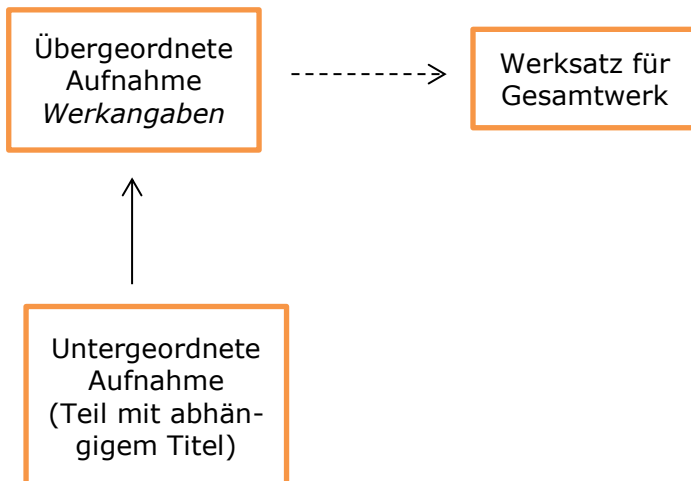 Übergeordnete
Aufnahme
Werkangaben
Werksatz für
Gesamtwerk
Untergeordnete
Aufnahme
(Teil mit abhän-
gigem Titel)